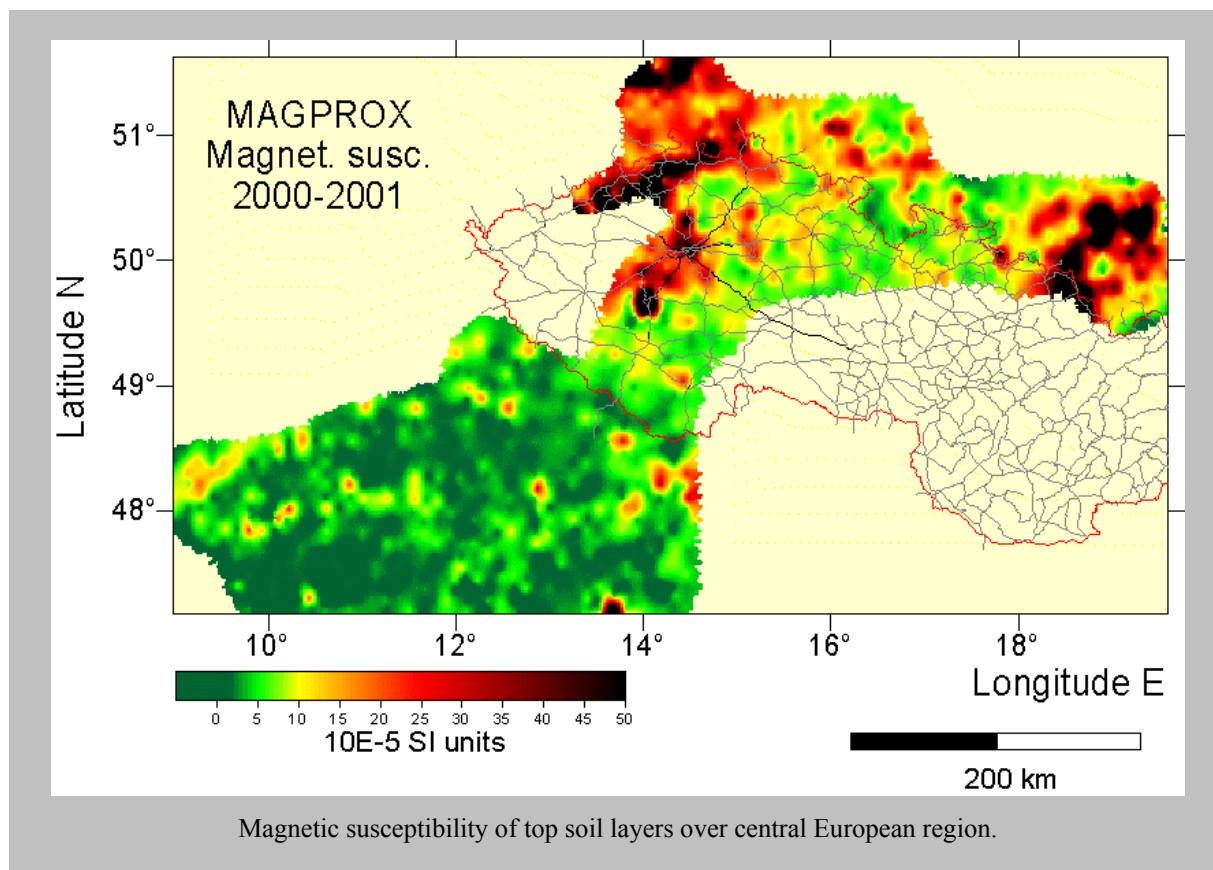 MAGPROX
Magnet. susc.
2000-2001
51°
50°
49°
48°
Latitude N
10°
12°
14°
16°
18°
Longitude E
0 5 10 15 20 25 30 35 40 45 50
10E-5 SI units
200 km
Magnetic susceptibility of top soil layers over central European region.